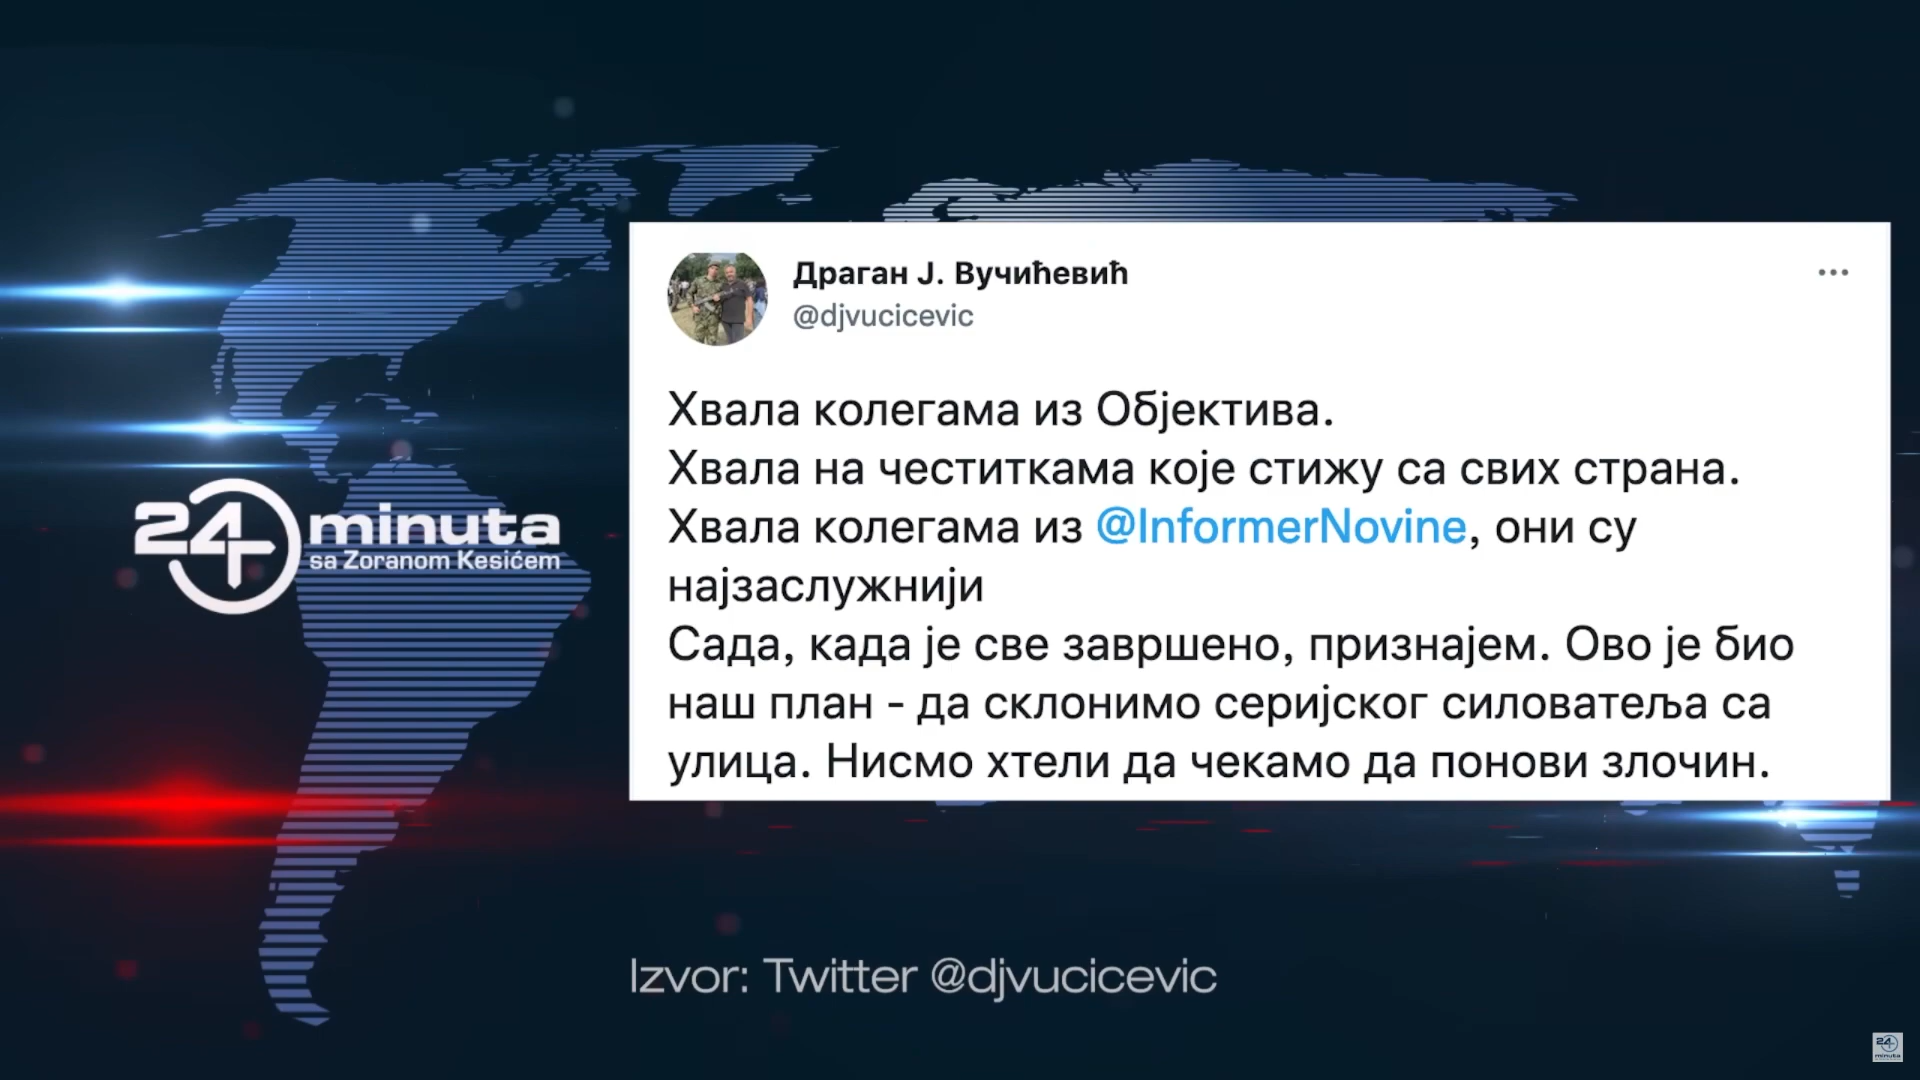 24 minuta
sa Zoranom Kesićem
Драган Ј. Вучићевић
@djvucicevic
Хвала колегама из Објектива.
Хвала на честиткама које стижу са свих страна.
Хвала колегама из @InformerNovine, они су
најзаслужнији
Сада, када је све завршено, признајем. Ово је био
наш план - да склонимо серијског силоватеља са
улица. Нисмо хтели да чекамо да понови злочин.
Izvor: Twitter @djvucicevic
24 minuta